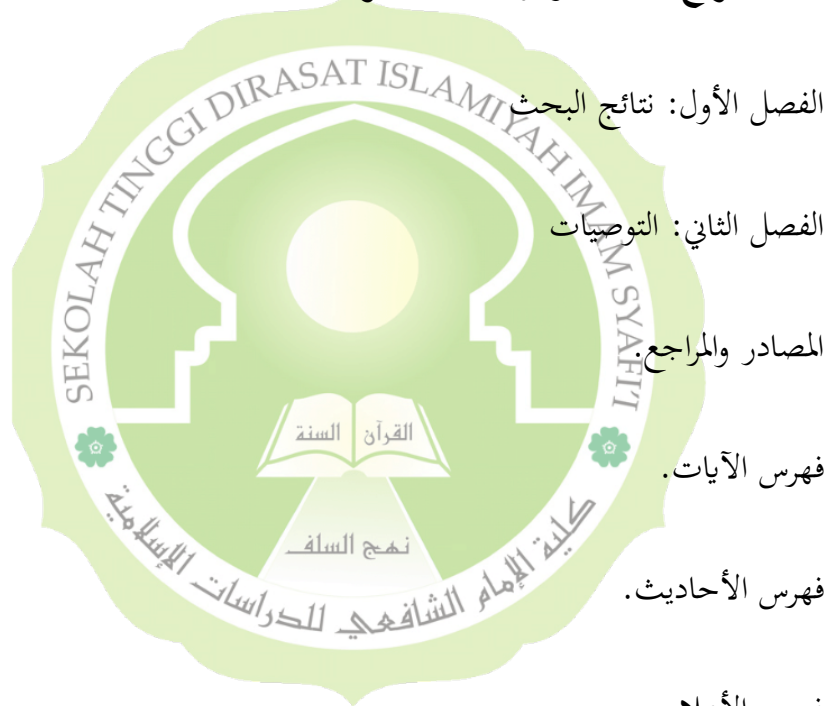 الفصل الأول: نتائج البحث
الفصل الثاني: التوصيات
المصادر والمراجع.
فهرس الآيات.
فهرس الأحاديث.
SEKOLAH TINGGI DIRASAT ISLAMIYAH IMAM SYAFI'I
القرآن السنة
نهج السلف
كلية الإمام الشافعي للدراسات الإسلامية